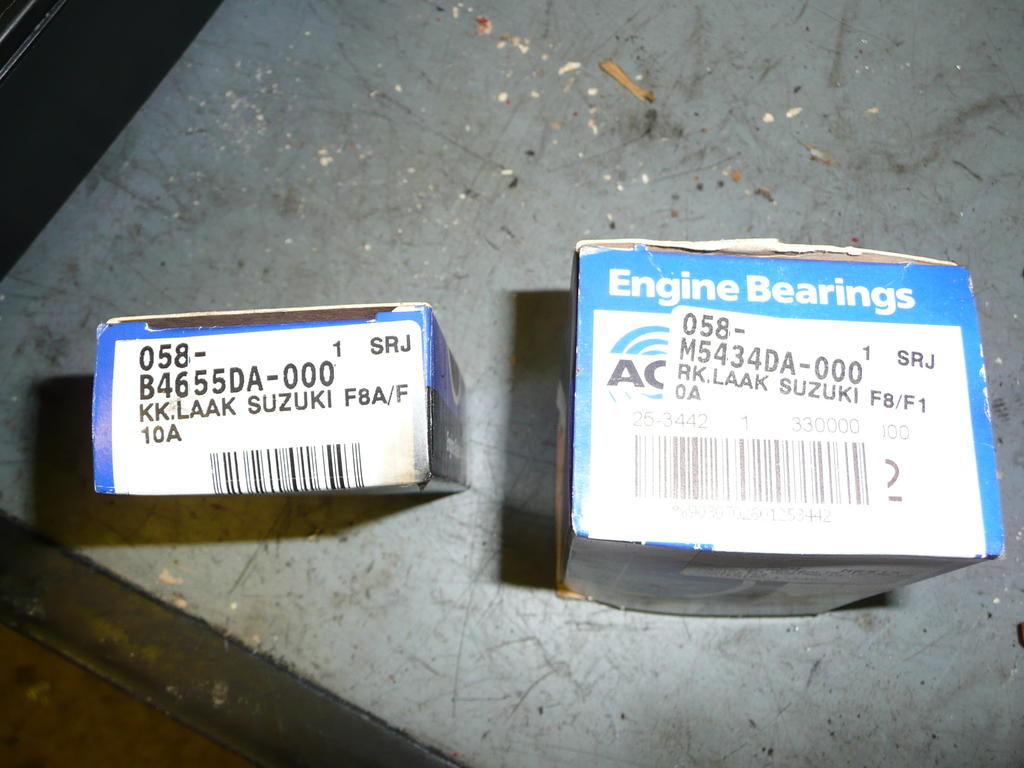 058-
B4655DA-000 1 SRJ
KK.LAAK SUZUKI F8A/F
10A
Engine Bearings
AC
058-
M5434DA-000 1 SRJ
RK.LAAK SUZUKI F8/F1
0A
25-3442 1 330000